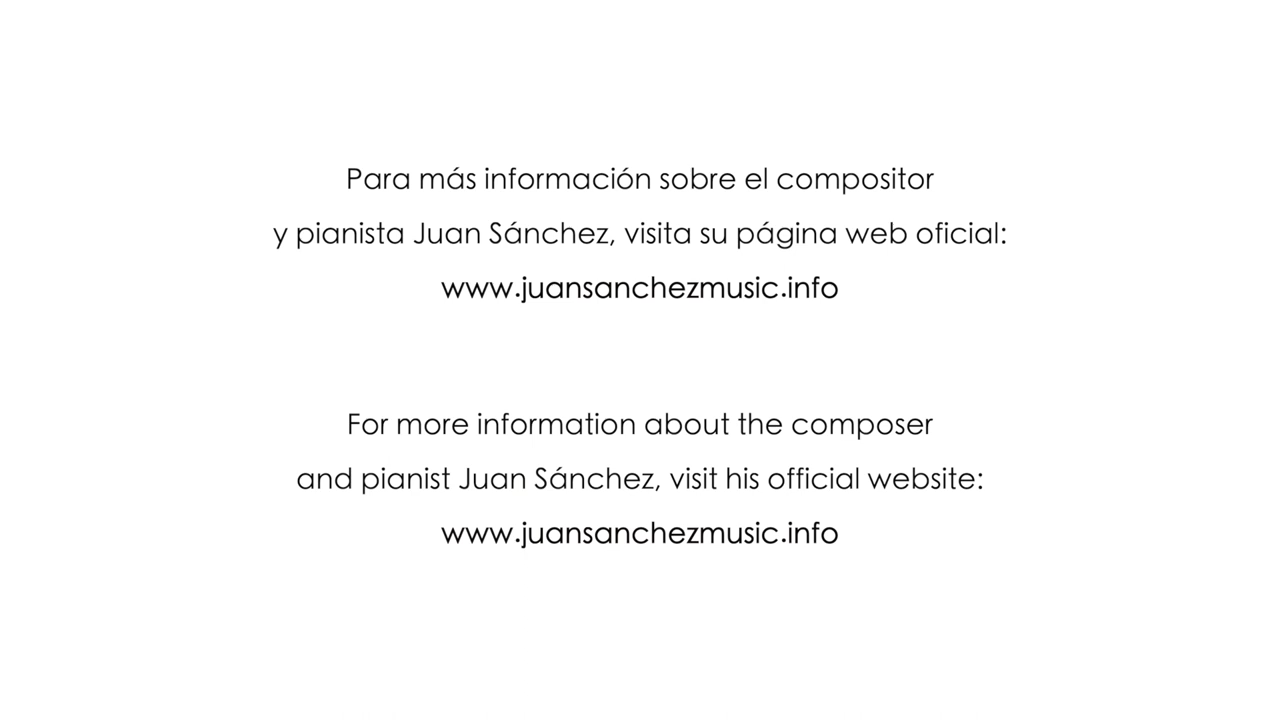 Para más información sobre el compositor
y pianista Juan Sánchez, visita su página web oficial:
www.juansanchezmusic.info
For more information about the composer
and pianist Juan Sánchez, visit his official website:
www.juansanchezmusic.info